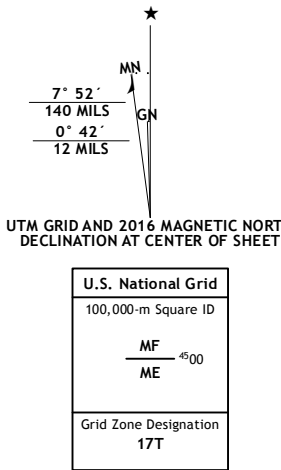 ★
MN
7° 52´
140 MILS
GN
0° 42´
12 MILS
UTM GRID AND 2016 MAGNETIC NORT
DECLINATION AT CENTER OF SHEET
U.S. National Grid
100,000-m Square ID
MF
4500
ME
Grid Zone Designation
17T